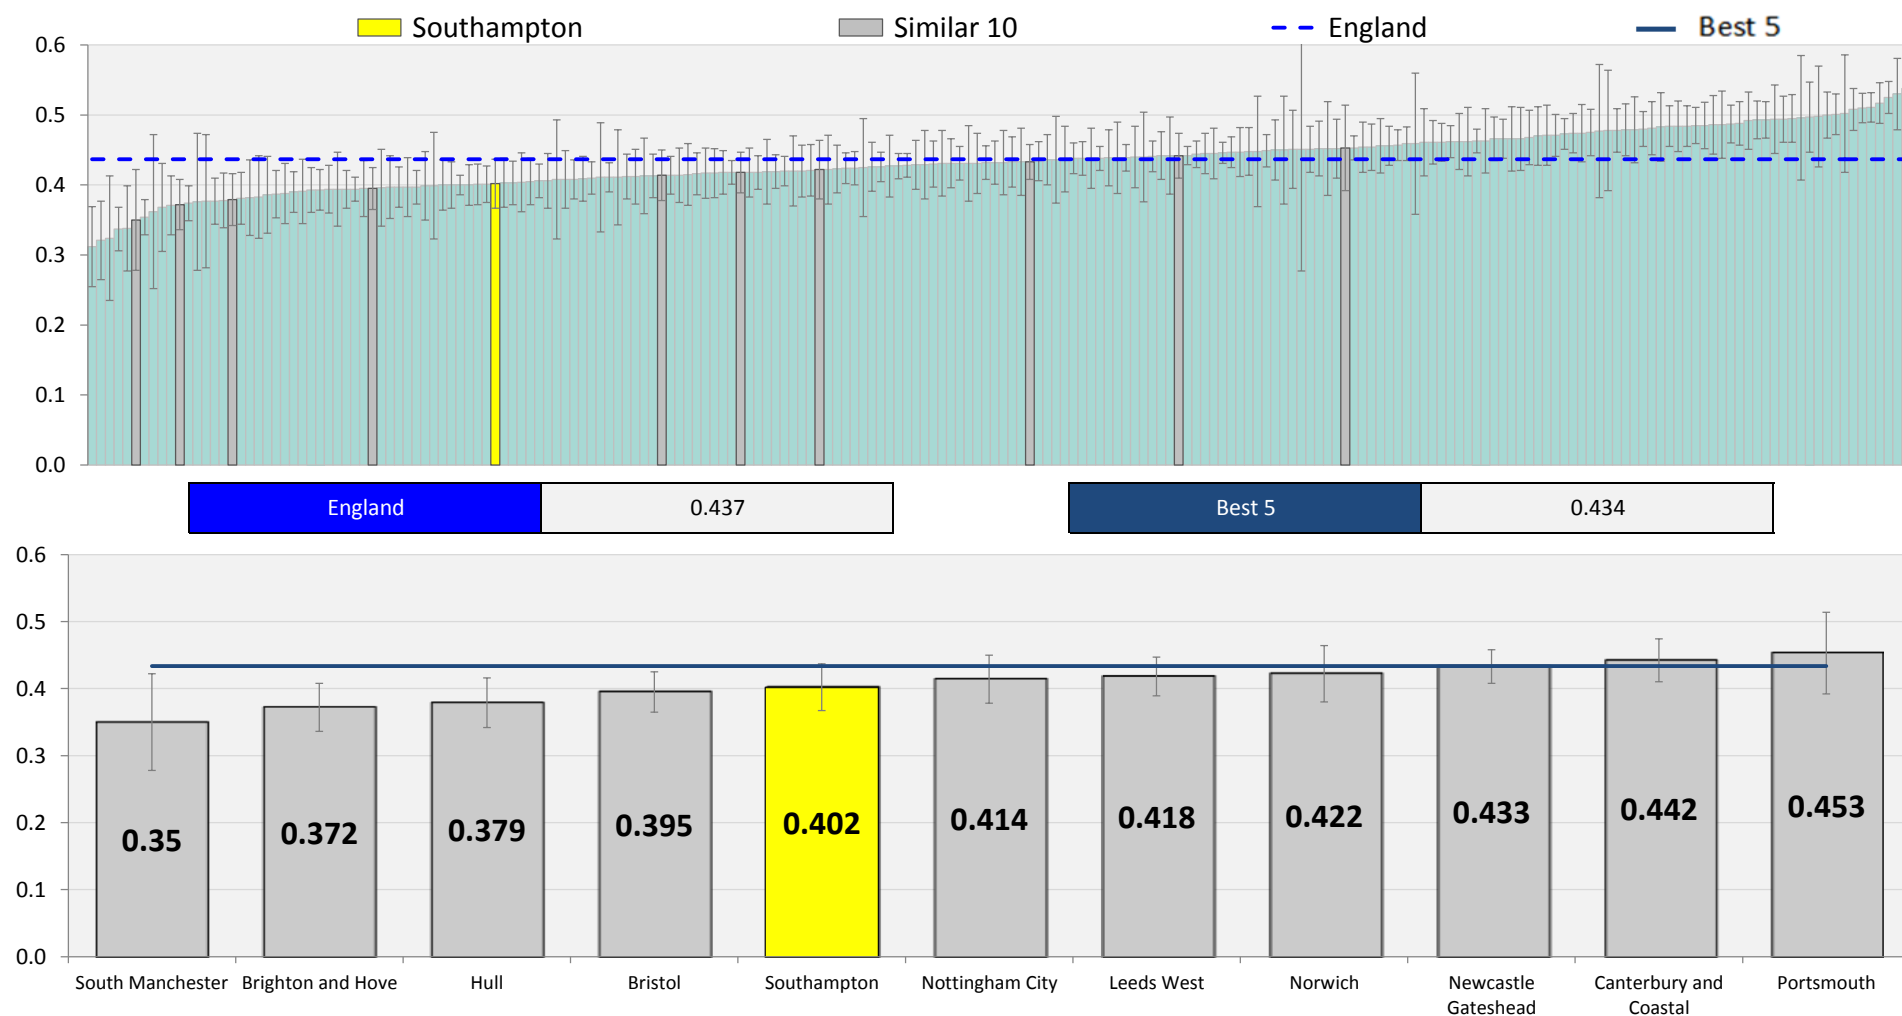 Southampton
Similar 10
England
Best 5
0.6
0.5
0.4
0.3
0.2
0.1
0.0
England 0.437
Best 5 0.434
0.6
0.5
0.4
0.3
0.2
0.1
0.0
0.35
0.372
0.379
0.395
0.402
0.414
0.418
0.422
0.433
0.442
0.453
South Manchester
Brighton and Hove
Hull
Bristol
Southampton
Nottingham City
Leeds West
Norwich
Newcastle
Gateshead
Canterbury and
Coastal
Portsmouth